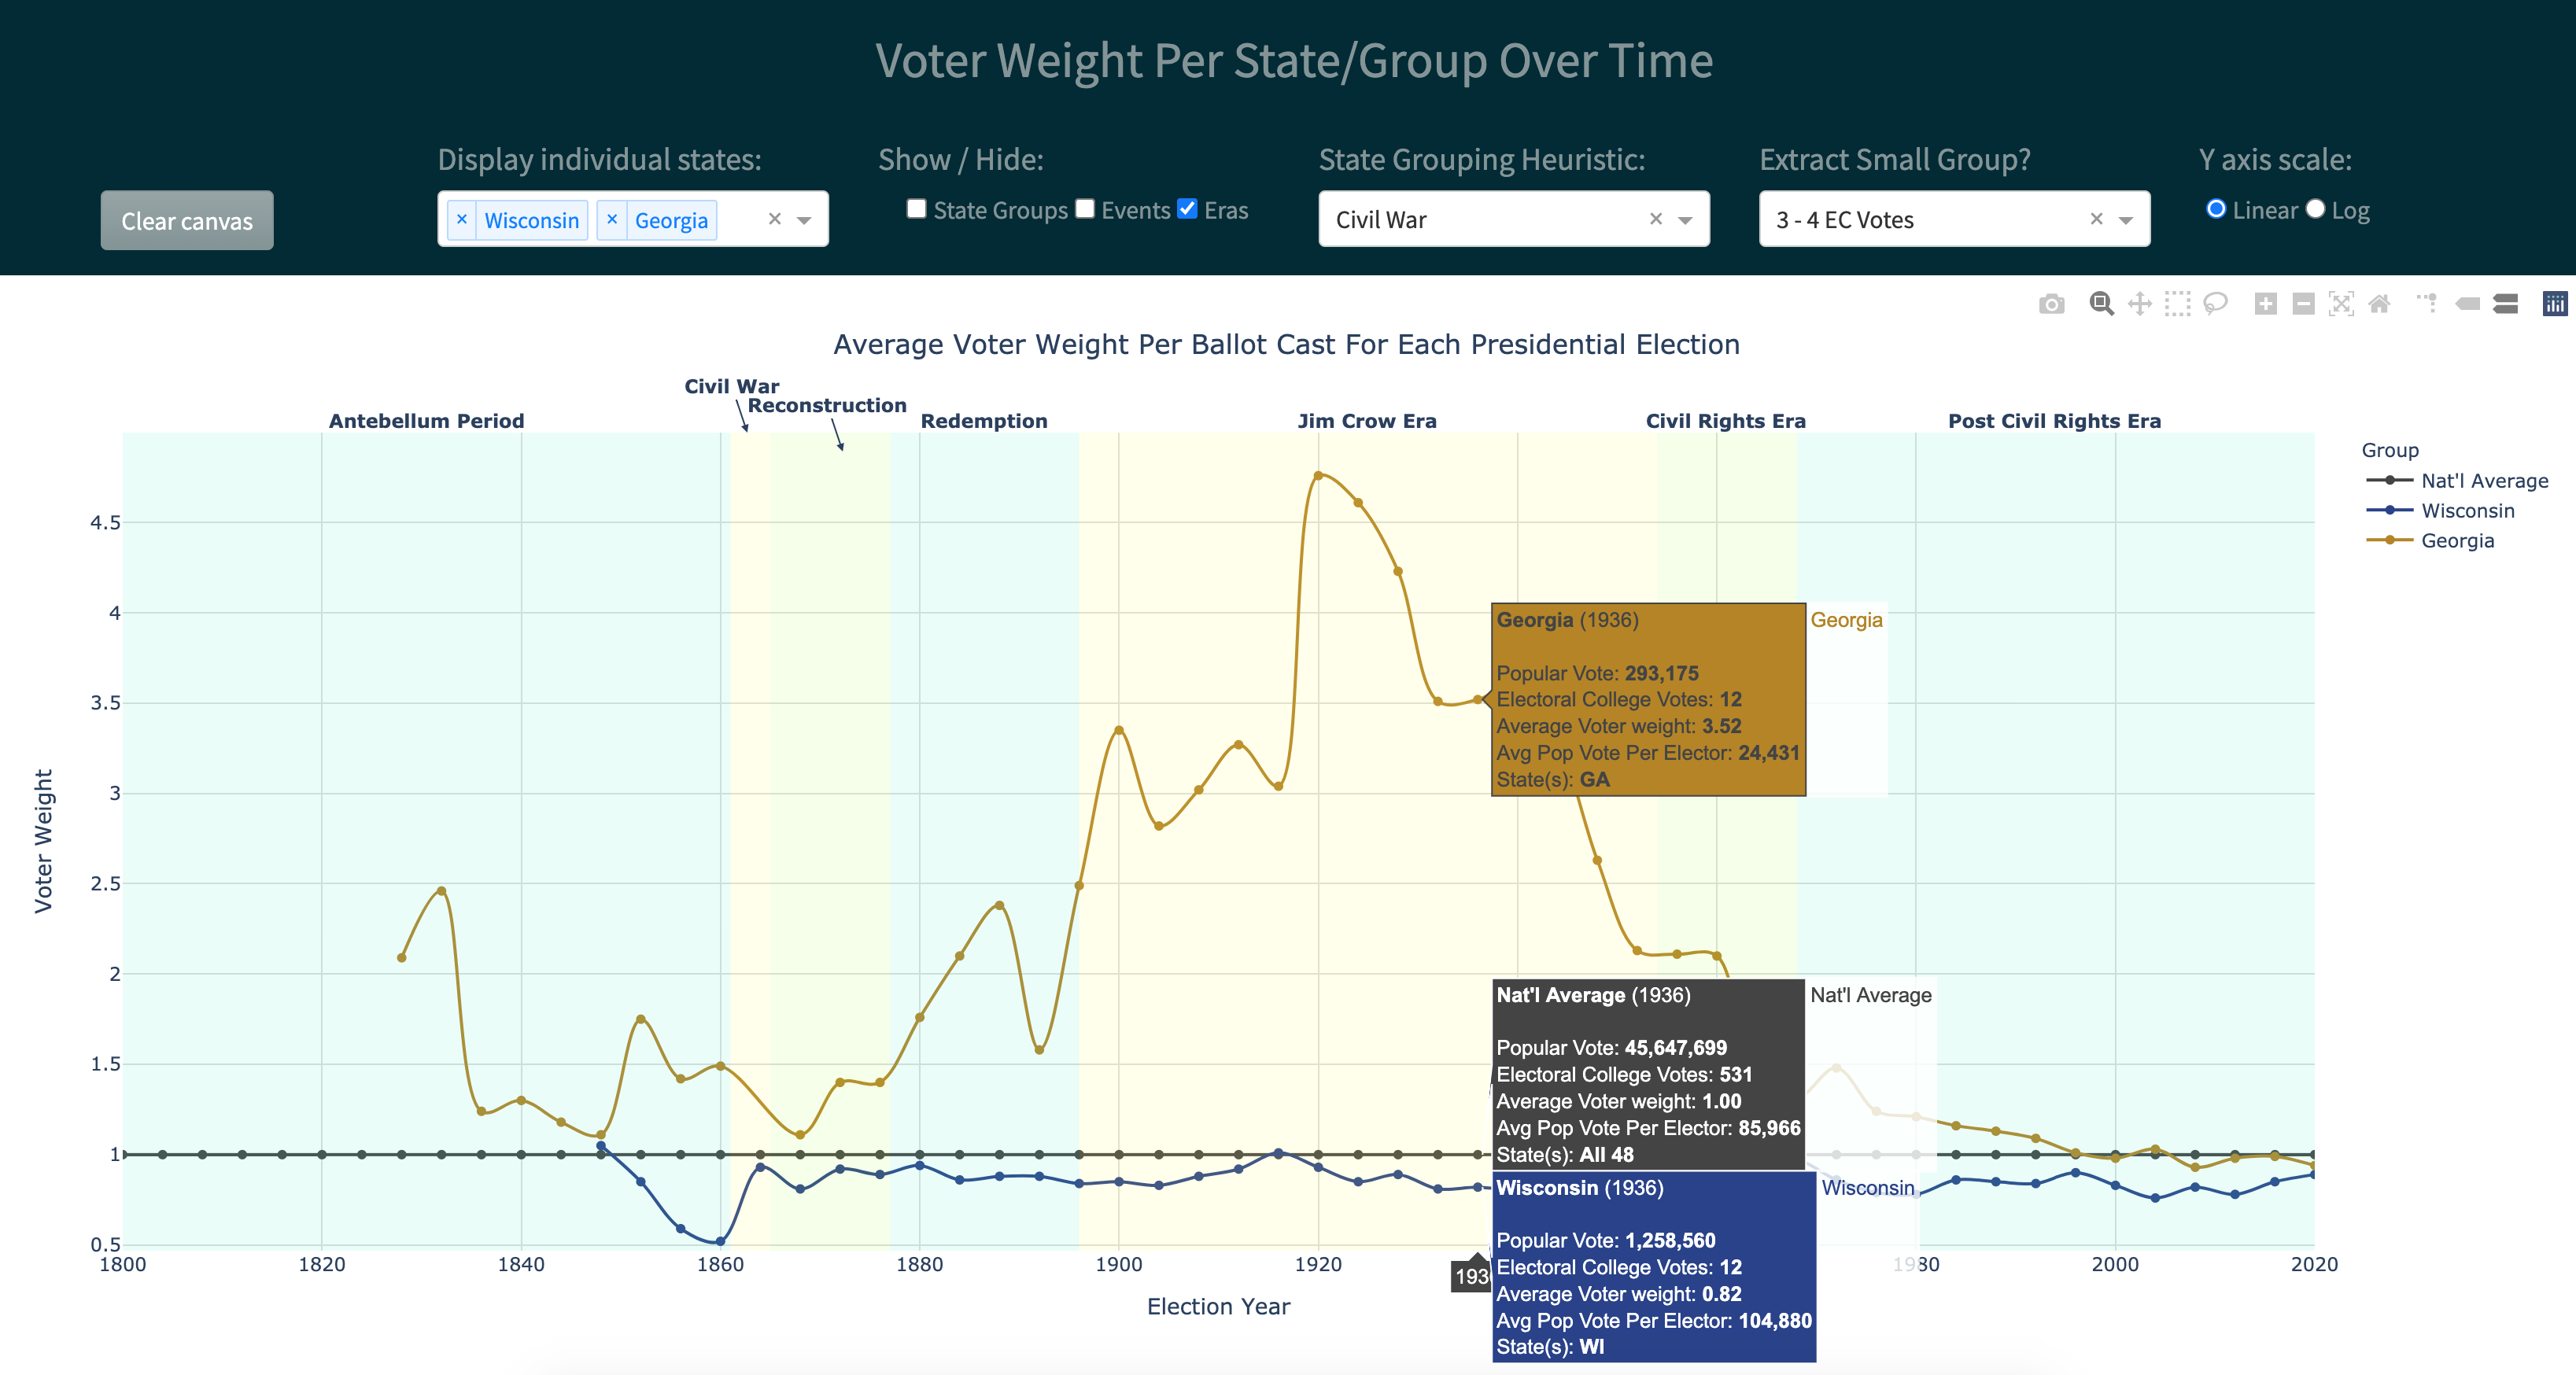 Voter Weight Per State/Group Over Time
Display individual states:
Show / Hide:
State Grouping Heuristic:
Extract Small Group?
Y axis scale:
Clear canvas
× Wisconsin × Georgia ×
State Groups Events Eras
Civil War ×
3 - 4 EC Votes ×
Linear Log
Average Voter Weight Per Ballot Cast For Each Presidential Election
Civil War
Reconstruction
Antebellum Period Redemption Jim Crow Era Civil Rights Era Post Civil Rights Era
Group
Nat'l Average
Wisconsin
Georgia
4.5
4
3.5
3
2.5
2
1.5
1
0.5
Voter Weight
Georgia (1936)
Popular Vote: 293,175
Electoral College Votes: 12
Average Voter weight: 3.52
Avg Pop Vote Per Elector: 24,431
State(s): GA
Georgia
Nat'l Average (1936)
Popular Vote: 45,647,699
Electoral College Votes: 531
Average Voter weight: 1.00
Avg Pop Vote Per Elector: 85,966
State(s): All 48
Nat'l Average
Wisconsin (1936)
Popular Vote: 1,258,560
Electoral College Votes: 12
Average Voter weight: 0.82
Avg Pop Vote Per Elector: 104,880
State(s): WI
Wisconsin
1800 1820 1840 1860 1880 1900 1920 1980 2000 2020
Election Year